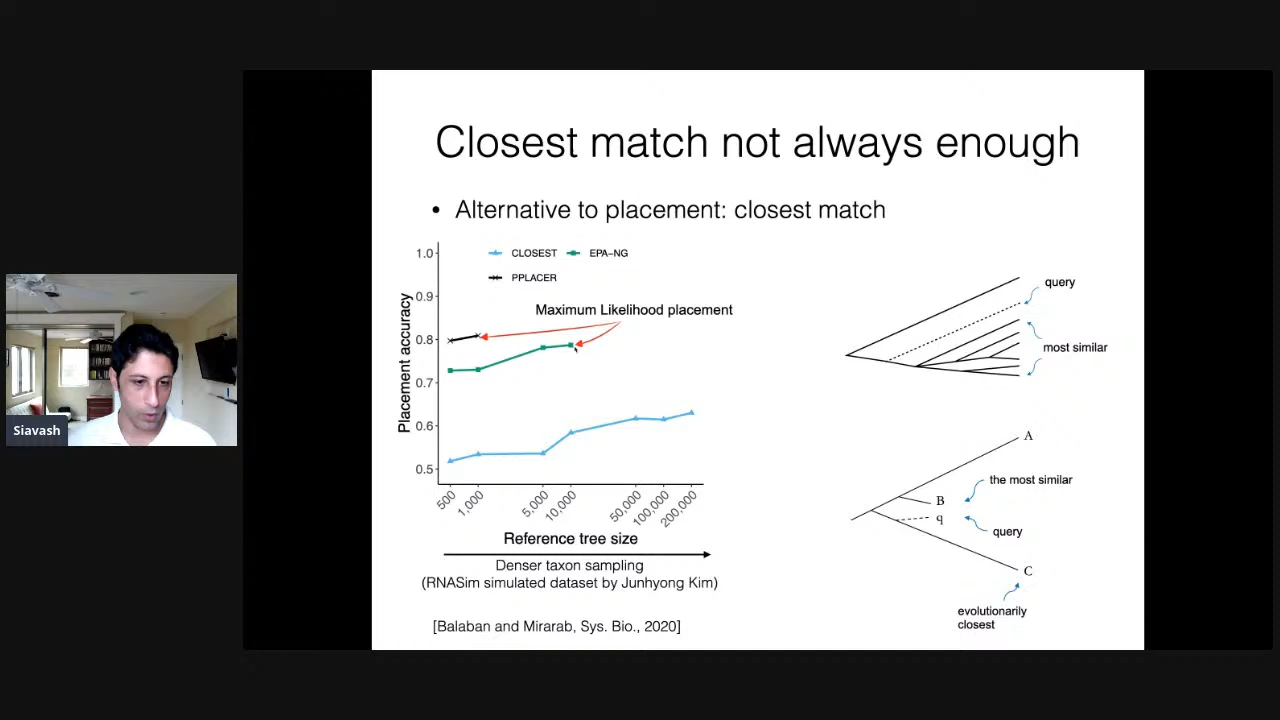 Closest match not always enough
• Alternative to placement: closest match
CLOSEST EPA-NG
PPLACER
Maximum Likelihood placement
Placement accuracy
1.0
0.9
0.8
0.7
0.6
0.5
500 1,000 5,000 10,000 50,000 100,000 200,000
Reference tree size
Denser taxon sampling
(RNASim simulated dataset by Junhyong Kim)
[Balaban and Mirarab, Sys. Bio., 2020]
query
most similar
A
the most similar
B
q
query
C
evolutionarily
closest
Siavash